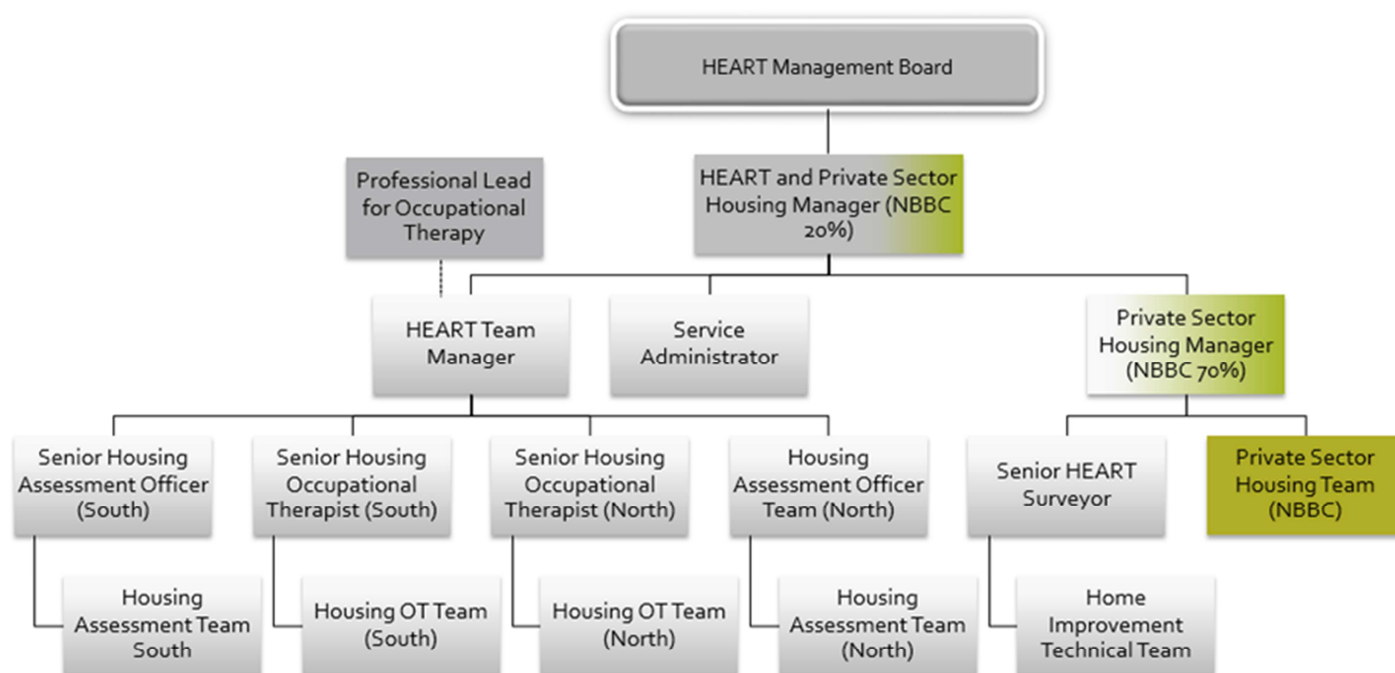 HEART Management Board
Professional Lead
for Occupational
Therapy
HEART and Private Sector
Housing Manager (NBBC
20%)
HEART Team
Manager
Service
Administrator
Private Sector
Housing Manager
(NBBC 70%)
Senior Housing
Assessment Officer
(South)
Senior Housing
Occupational
Therapist (South)
Senior Housing
Occupational
Therapist (North)
Housing
Assessment Officer
Team (North)
Senior HEART
Surveyor
Private Sector
Housing Team
(NBBC)
Housing
Assessment Team
South
Housing OT Team
(South)
Housing OT Team
(North)
Housing
Assessment Team
(North)
Home
Improvement
Technical Team